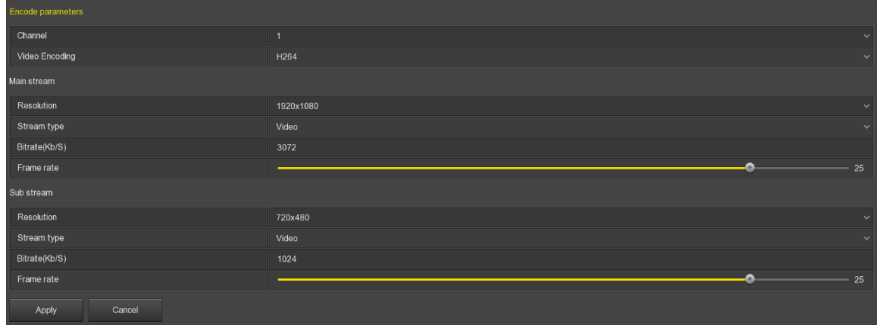 Encode parameters
Channel 1
Video Encoding H264
Main stream
Resolution 1920x1080
Stream type Video
Bitrate(Kb/S) 3072
Frame rate 25
Sub stream
Resolution 720x480
Stream type Video
Bitrate(Kb/S) 1024
Frame rate 25
Apply Cancel